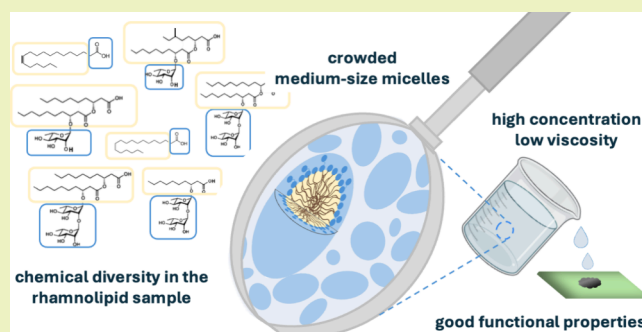 crowded
medium-size micelles
high concentration
low viscosity
chemical diversity in the
rhamnolipid sample
good functional properties